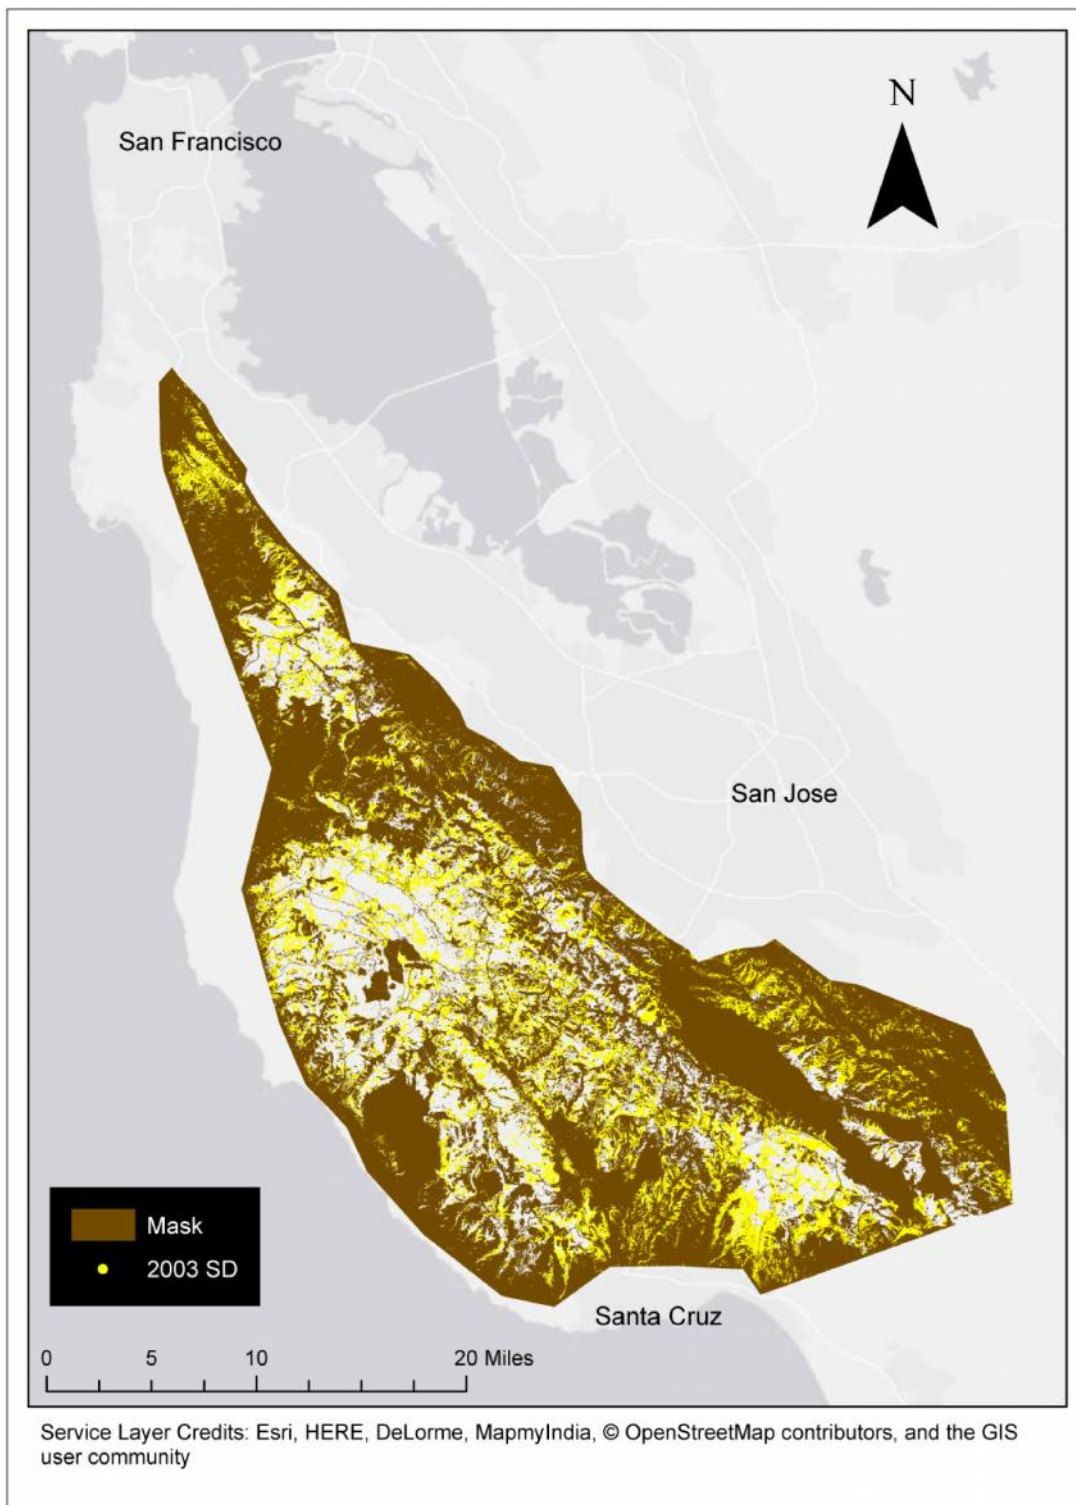 San Francisco
N
San Jose
Mask
2003 SD
Santa Cruz
0 5 10 20 Miles
Service Layer Credits: Esri, HERE, DeLorme, MapmyIndia, © OpenStreetMap contributors, and the GIS
user community